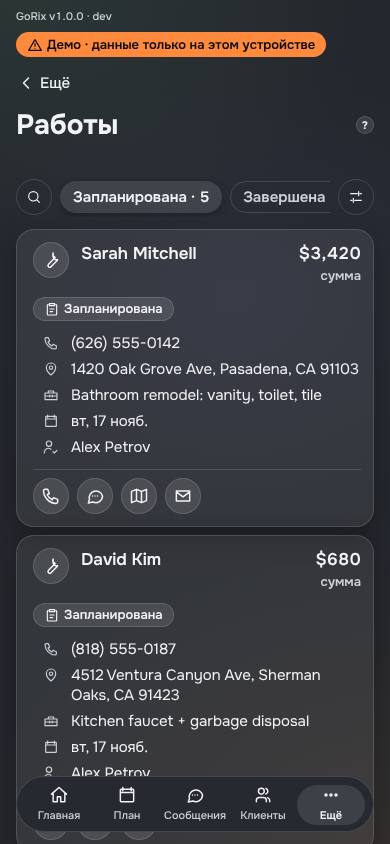 GoRix v1.0.0 · dev
Демо · данные только на этом устройстве
Ещё
Работы
?
Запланирована · 5
Завершена
Sarah Mitchell
$3,420
сумма
Запланирована
(626) 555-0142
1420 Oak Grove Ave, Pasadena, CA 91103
Bathroom remodel: vanity, toilet, tile
вт, 17 нояб.
Alex Petrov
David Kim
$680
сумма
Запланирована
(818) 555-0187
4512 Ventura Canyon Ave, Sherman
Oaks, CA 91423
Kitchen faucet + garbage disposal
вт, 17 нояб.
Alex Petrov
Главная
План
Сообщения
Клиенты
Ещё